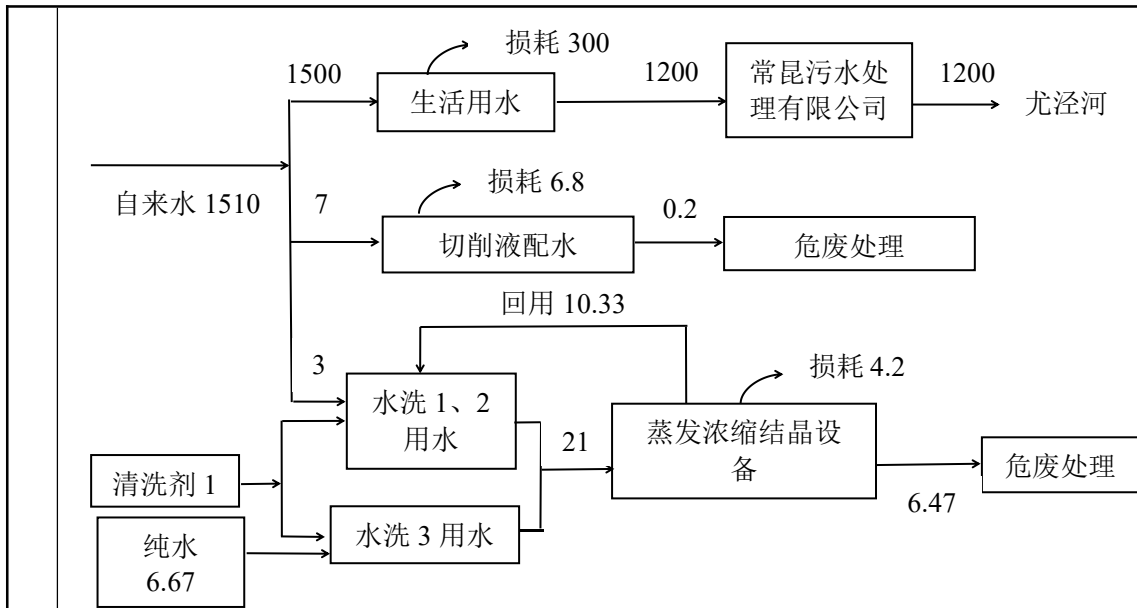 损耗 300
1500
生活用水
1200
常昆污水处
理有限公司
1200
尤泾河
自来水 1510
7
损耗 6.8
切削液配水
0.2
危废处理
回用 10.33
3
水洗 1、2
用水
损耗 4.2
21
蒸发浓缩结晶设
备
6.47
危废处理
清洗剂 1
水洗 3 用水
纯水
6.67